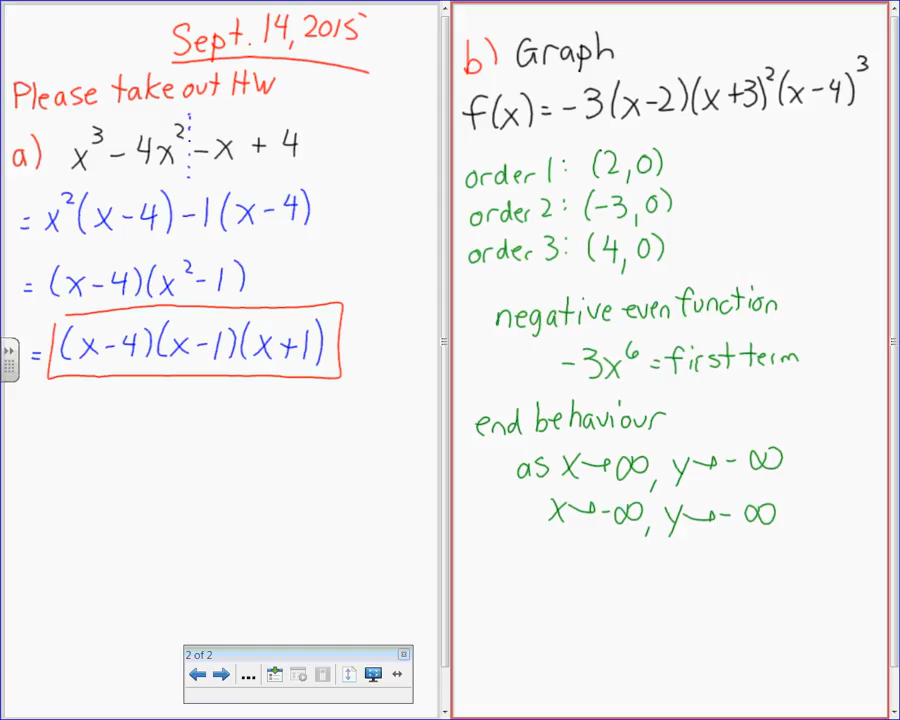 Sept. 14, 2015
Please take out HW
a) x³ - 4x² - x + 4
= x²(x-4) -1(x-4)
= (x-4)(x²-1)
= (x-4)(x-1)(x+1)
2 of 2
b) Graph
f(x) = -3(x-2)(x+3)²(x-4)³
order 1: (2,0)
order 2: (-3,0)
order 3: (4,0)
negative even function
-3x⁶ = first term
end behaviour
as x→∞, y→-∞
x→-∞, y→-∞